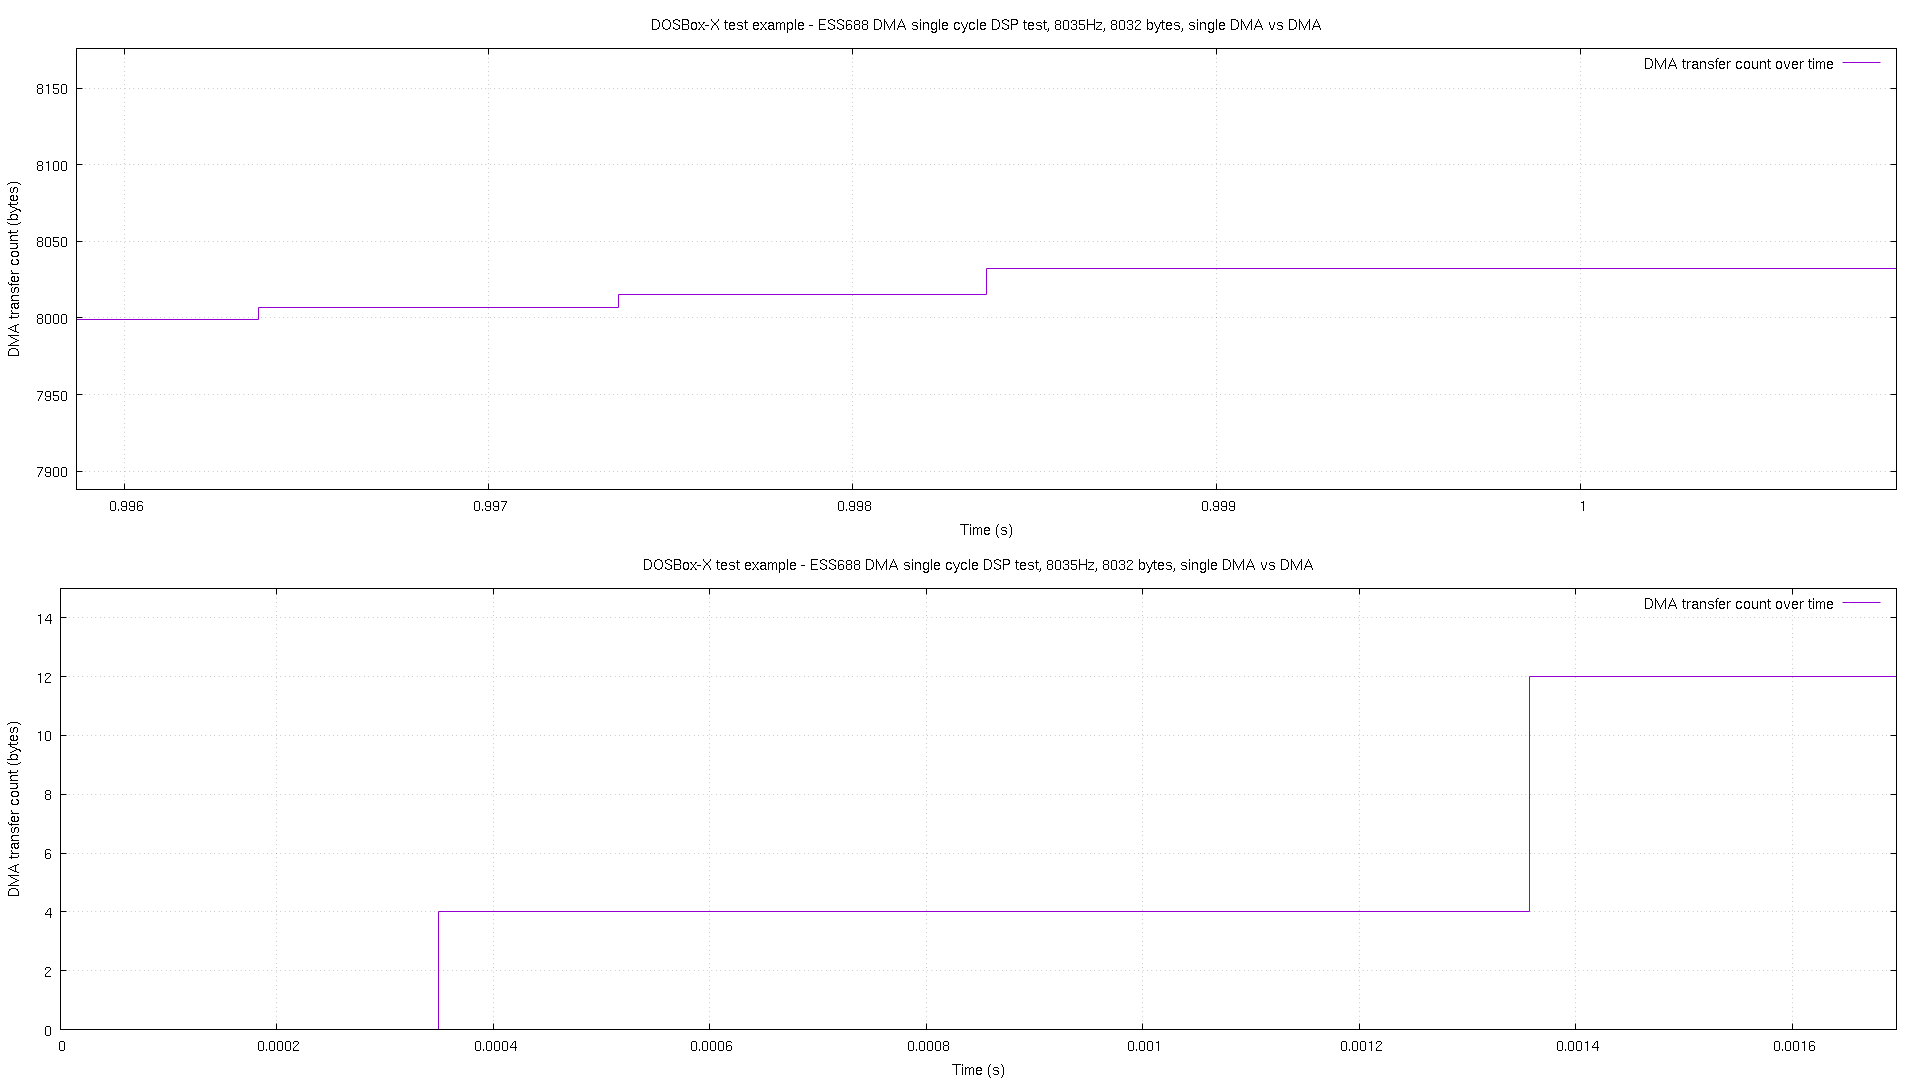 DOSBox-X test example - ESS688 DMA single cycle DSP test, 8035Hz, 8032 bytes, single DMA vs DMA
DMA transfer count over time
8150
8100
8050
8000
7950
7900
DMA transfer count (bytes)
0.996 0.997 0.998 0.999 1
Time (s)
DOSBox-X test example - ESS688 DMA single cycle DSP test, 8035Hz, 8032 bytes, single DMA vs DMA
DMA transfer count over time
14
12
10
8
6
4
2
0
DMA transfer count (bytes)
0 0.0002 0.0004 0.0006 0.0008 0.001 0.0012 0.0014 0.0016
Time (s)